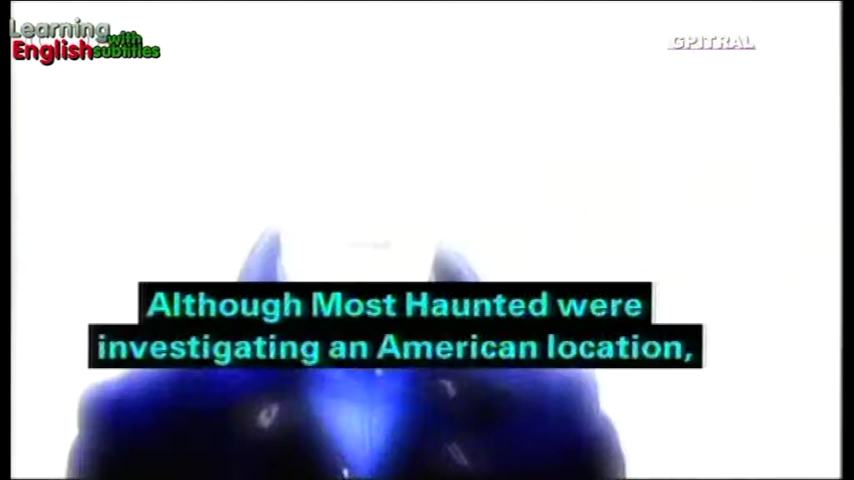 Learning
English with
subtitles
GPITRAL
Although Most Haunted were
investigating an American location,